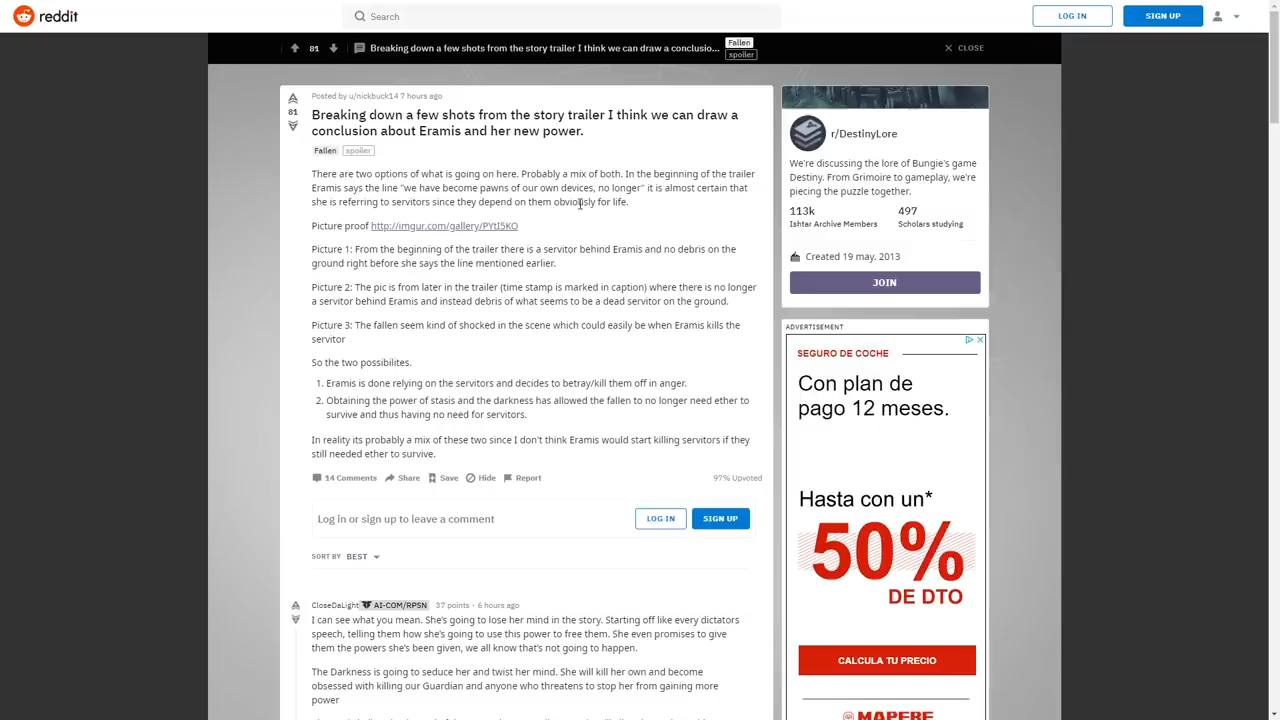 reddit
Search
LOG IN
SIGN UP
81
Breaking down a few shots from the story trailer I think we can draw a conclusio...
Fallen
spoiler
CLOSE
Posted by u/nickbuck14 7 hours ago
81
Breaking down a few shots from the story trailer I think we can draw a
conclusion about Eramis and her new power.
Fallen
spoiler
There are two options of what is going on here. Probably a mix of both. In the beginning of the trailer
Eramis says the line "we have become pawns of our own devices, no longer" it is almost certain that
she is referring to servitors since they depend on them obviously for life.
Picture proof http://imgur.com/gallery/PYtI5KO
Picture 1: From the beginning of the trailer there is a servitor behind Eramis and no debris on the
ground right before she says the line mentioned earlier.
Picture 2: The pic is from later in the trailer (time stamp is marked in caption) where there is no longer
a servitor behind Eramis and instead debris of what seems to be a dead servitor on the ground.
Picture 3: The fallen seem kind of shocked in the scene which could easily be when Eramis kills the
servitor
So the two possibilites.
1. Eramis is done relying on the servitors and decides to betray/kill them off in anger.
2. Obtaining the power of stasis and the darkness has allowed the fallen to no longer need ether to
survive and thus having no need for servitors.
In reality its probably a mix of these two since I don't think Eramis would start killing servitors if they
still needed ether to survive.
14 Comments
Share
Save
Hide
Report
97% Upvoted
Log in or sign up to leave a comment
LOG IN
SIGN UP
SORT BY BEST
CloseDaLight AI-COM/RPSN 37 points · 6 hours ago
I can see what you mean. She's going to lose her mind in the story. Starting off like every dictators
speech, telling them how she's going to use this power to free them. She even promises to give
them the powers she's been given, we all know that's not going to happen.
The Darkness is going to seduce her and twist her mind. She will kill her own and become
obsessed with killing our Guardian and anyone who threatens to stop her from gaining more
power
r/DestinyLore
We're discussing the lore of Bungie's game
Destiny. From Grimoire to gameplay, we're
piecing the puzzle together.
113k
Ishtar Archive Members
497
Scholars studying
Created 19 may. 2013
JOIN
ADVERTISEMENT
SEGURO DE COCHE
Con plan de
pago 12 meses.
Hasta con un*
50%
DE DTO
CALCULA TU PRECIO
MAPFRE